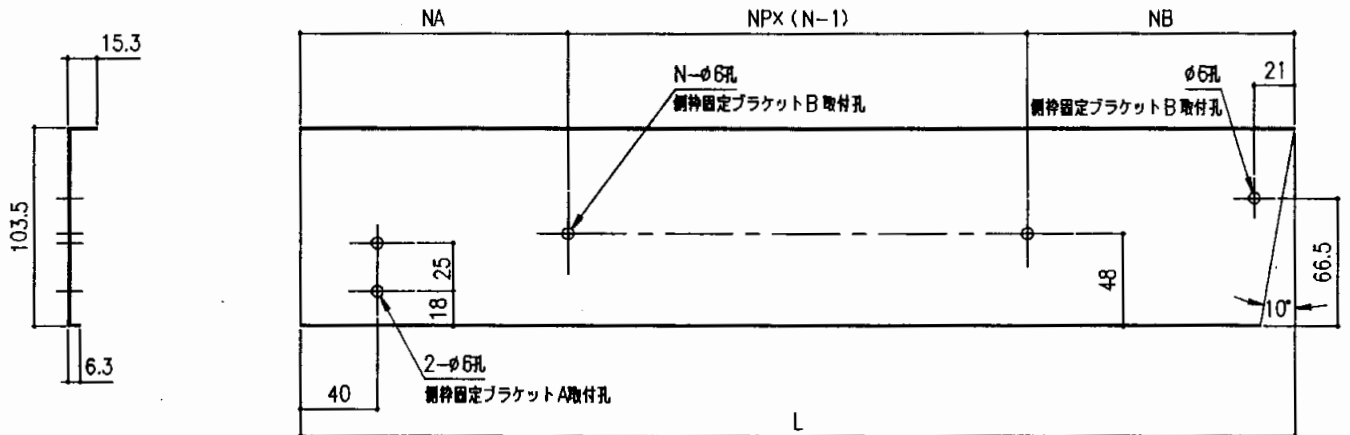 NA
NP×(N-1)
NB
15.3
N-φ6孔
側枠固定ブラケットB取付孔
φ6孔
側枠固定ブラケットB取付孔
21
103.5
25
18
48
66.5
10°
6.3
40
2-φ6孔
側枠固定ブラケットA取付孔
L